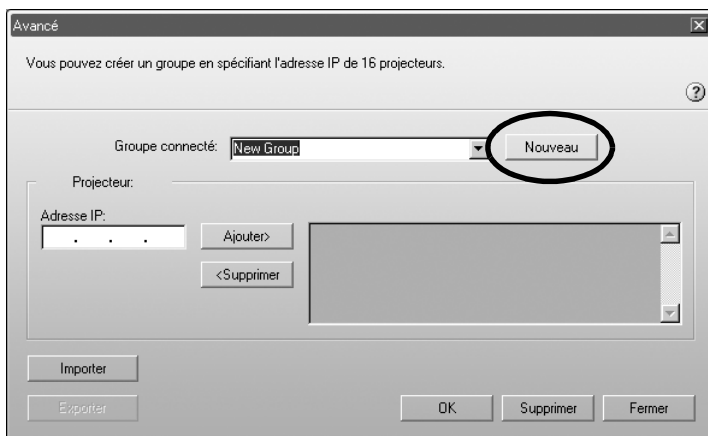 Avancé
Vous pouvez créer un groupe en spécifiant l'adresse IP de 16 projecteurs.
Groupe connecté: New Group Nouveau
Projecteur:
Adresse IP:
. . . Ajouter>
<Supprimer
Importer
Exporter OK Supprimer Fermer